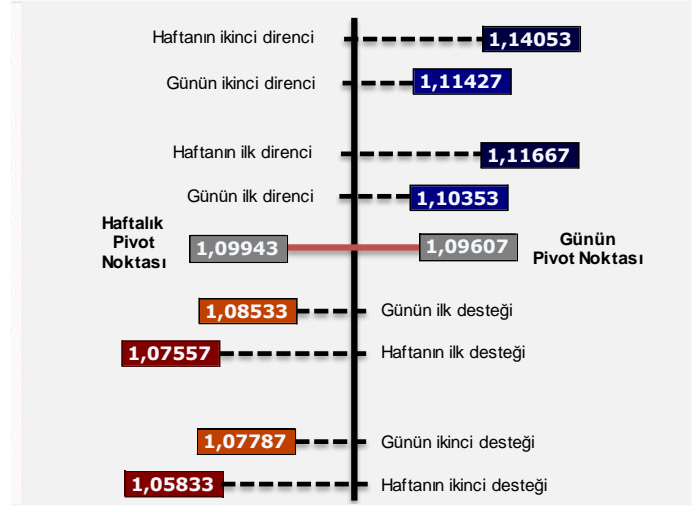 Haftanın ikinci direnci
1,14053
Günün ikinci direnci
1,11427
Haftanın ilk direnci
1,11667
Günün ilk direnci
1,10353
Haftalık
Pivot
Noktası
1,09943
1,09607
Günün
Pivot Noktası
1,08533
Günün ilk desteği
1,07557
Haftanın ilk desteği
1,07787
Günün ikinci desteği
1,05833
Haftanın ikinci desteği